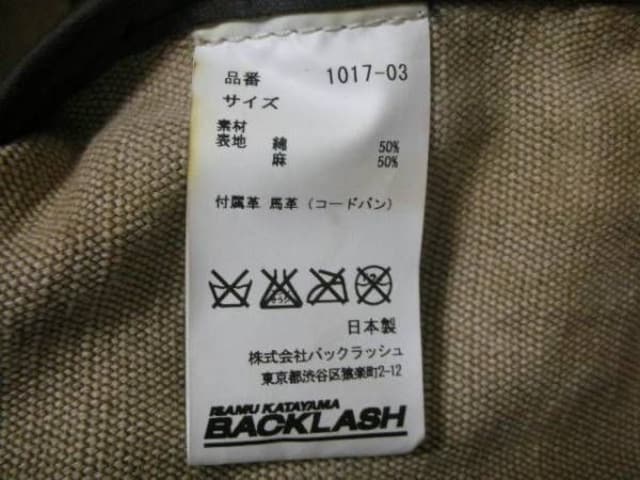 品番 1017-03
サイズ
素材
表地 綿 50%
麻 50%
付属革 馬革 (コードバン)
日本製
株式会社バックラッシュ
東京都渋谷区猿楽町2-12
ISAMU KATAYAMA
BACKLASH